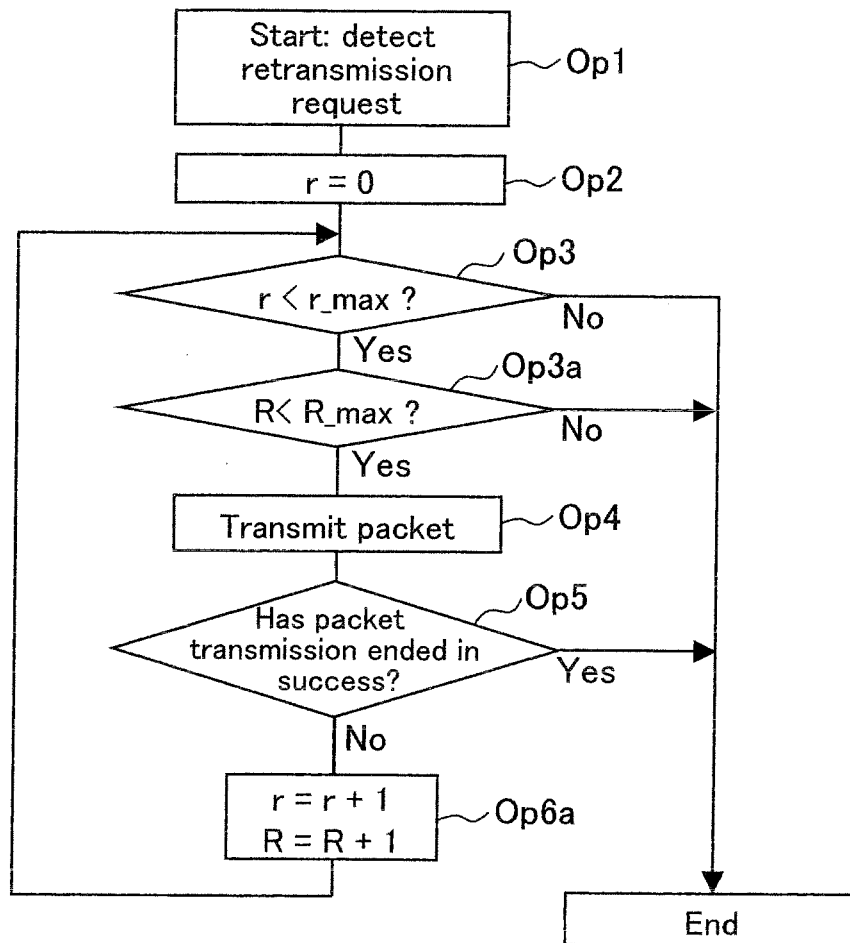 Start: detect
retransmission
request
Op1
r = 0
Op2
Op3
r < r_max ?
No
Yes
Op3a
R< R_max ?
No
Yes
Transmit packet
Op4
Op5
Has packet
transmission ended in
success?
Yes
No
r = r + 1
R = R + 1
Op6a
End